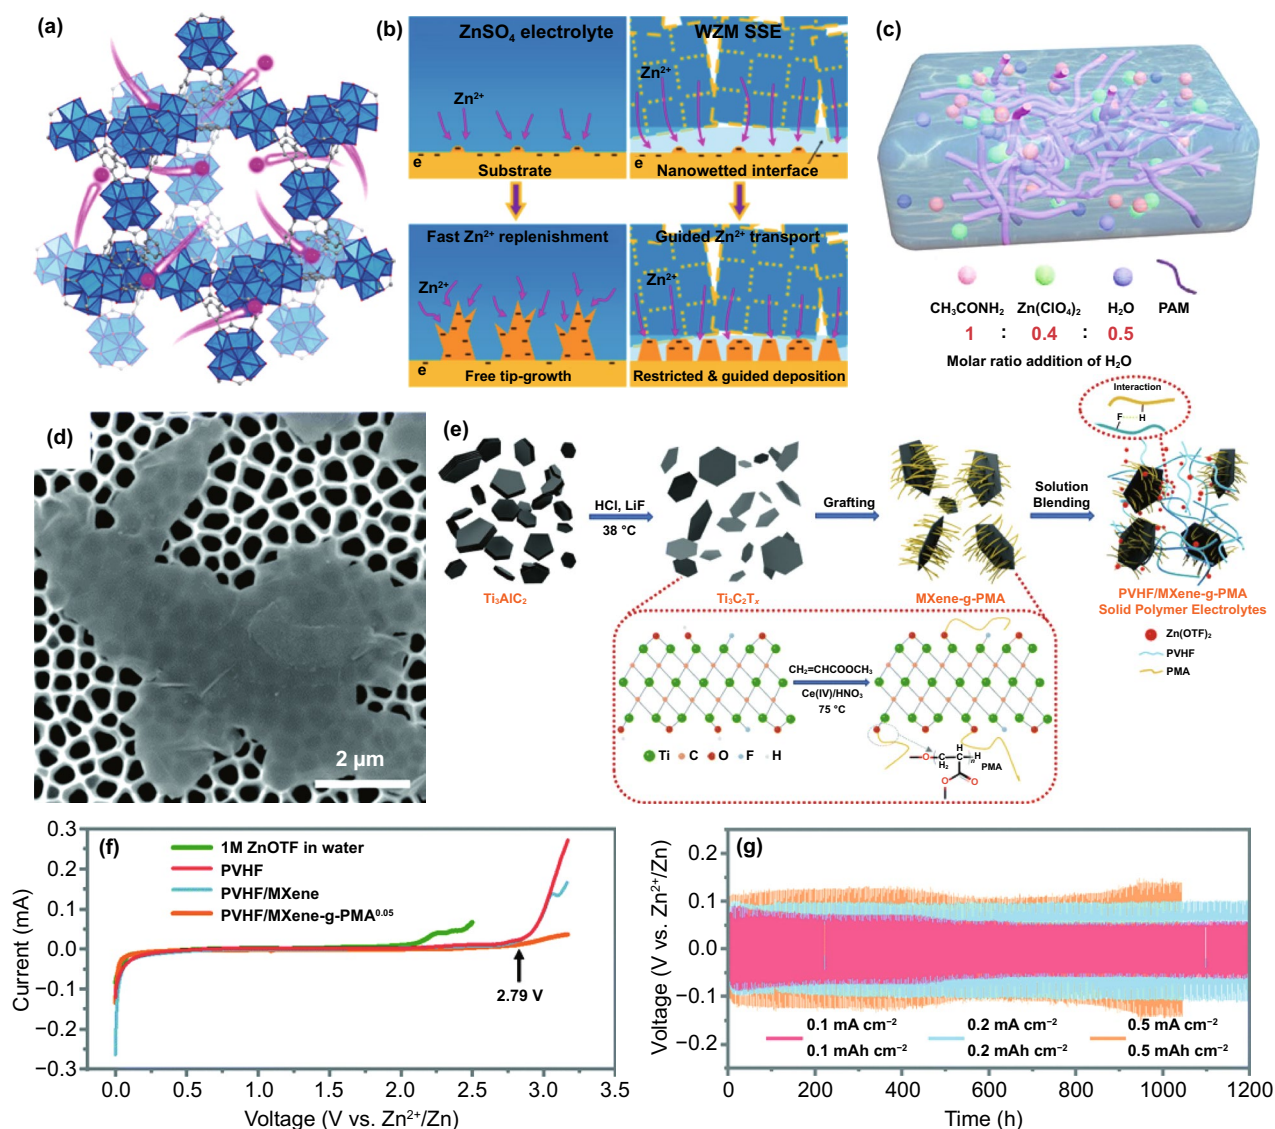 (a)
(b)
ZnSO₄ electrolyte
Zn²⁺
e
Substrate
WZM SSE
Zn²⁺
e
Nanowetted interface
Fast Zn²⁺ replenishment
Zn²⁺
e
Free tip-growth
Guided Zn²⁺ transport
Zn²⁺
e
Restricted & guided deposition
(c)
CH₃CONH₂ Zn(ClO₄)₂ H₂O PAM
1 : 0.4 : 0.5
Molar ratio addition of H₂O
(d)
2 µm
(e)
Ti₃AlC₂
HCl, LiF
38 °C
Ti₃C₂Tₓ
Grafting
MXene-g-PMA
Solution
Blending
Interaction
F
H
PVHF/MXene-g-PMA
Solid Polymer Electrolytes
Zn(OTF)₂
PVHF
PMA
CH₂=CHCOOCH₃
Ce(IV)/HNO₃
75 °C
Ti C O F H
H
O C C H
H₂ n
O
O
PMA
(f)
1M ZnOTF in water
PVHF
PVHF/MXene
PVHF/MXene-g-PMA⁰·⁰⁵
2.79 V
Current (mA)
0.3
0.2
0.1
0.0
−0.1
−0.2
−0.3
0.0 0.5 1.0 1.5 2.0 2.5 3.0 3.5
Voltage (V vs. Zn²⁺/Zn)
(g)
Voltage (V vs. Zn²⁺/Zn)
0.2
0.1
0.0
−0.1
−0.2
0.1 mA cm⁻² 0.2 mA cm⁻² 0.5 mA cm⁻²
0.1 mAh cm⁻² 0.2 mAh cm⁻² 0.5 mAh cm⁻²
0 200 400 600 800 1000 1200
Time (h)